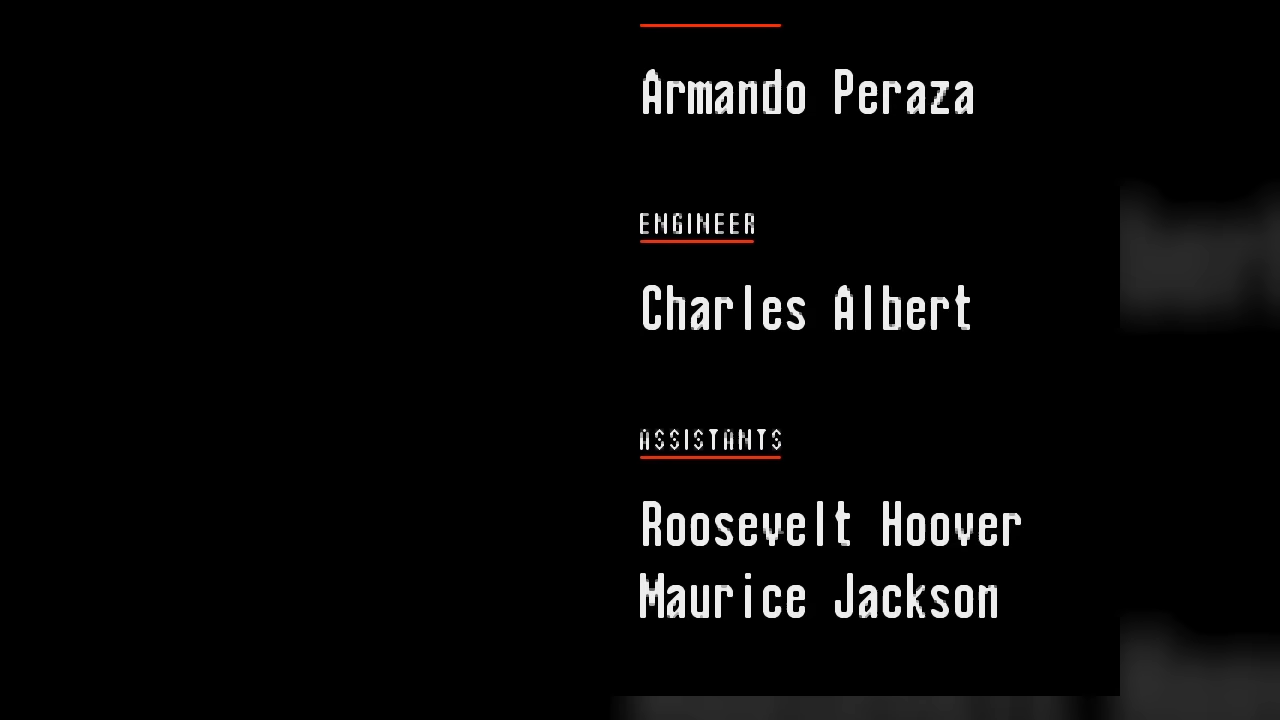 Armando Peraza
ENGINEER
Charles Albert
ASSISTANTS
Roosevelt Hoover
Maurice Jackson